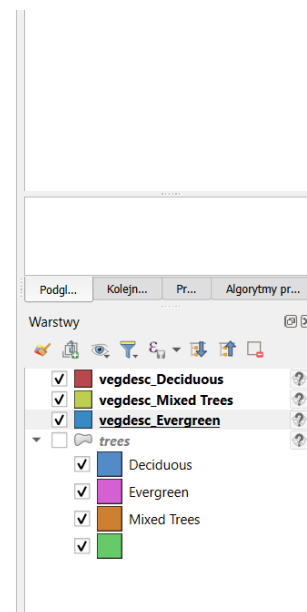 Podgl... Kolejn... Pr... Algorytmy pr...
Warstwy
vegdesc_Deciduous
vegdesc_Mixed Trees
vegdesc_Evergreen
trees
Deciduous
Evergreen
Mixed Trees